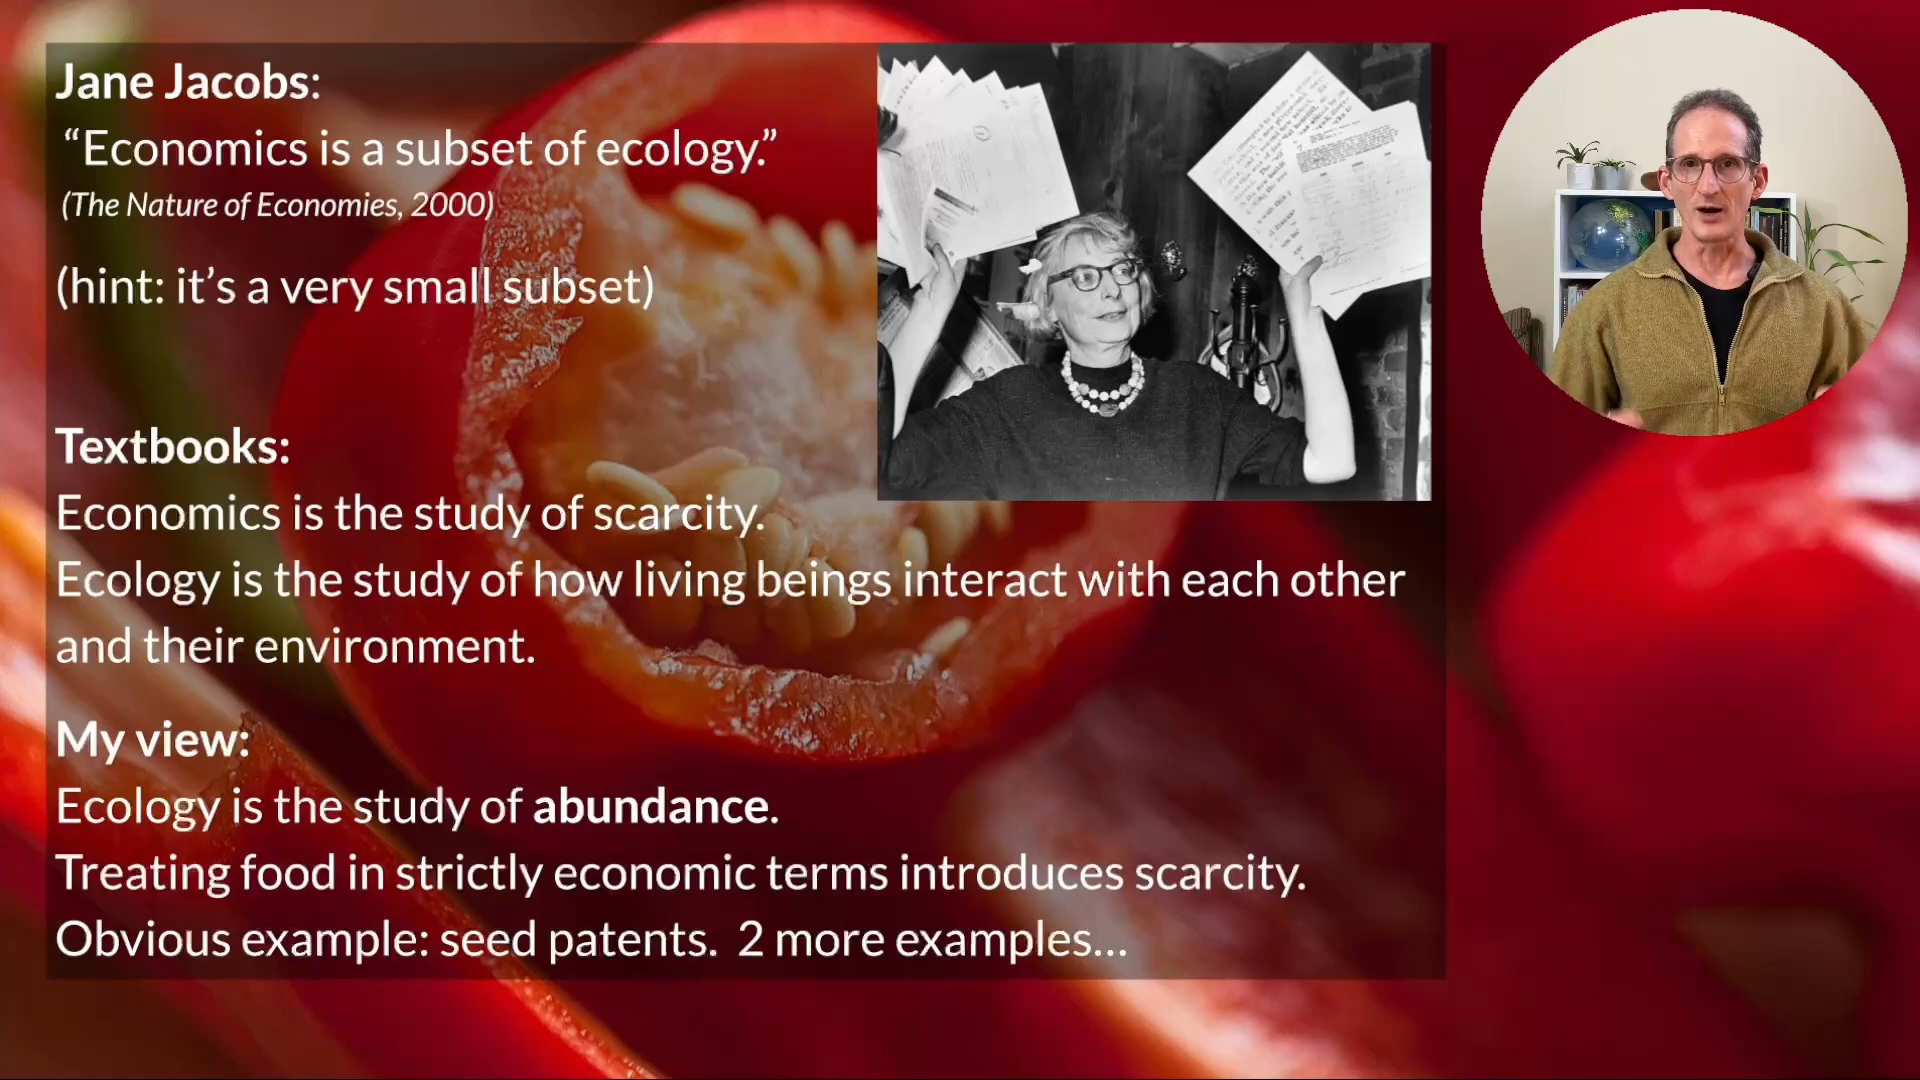 Jane Jacobs:
“Economics is a subset of ecology.”
(The Nature of Economies, 2000)
(hint: it’s a very small subset)
Textbooks:
Economics is the study of scarcity.
Ecology is the study of how living beings interact with each other
and their environment.
My view:
Ecology is the study of abundance.
Treating food in strictly economic terms introduces scarcity.
Obvious example: seed patents.  2 more examples...